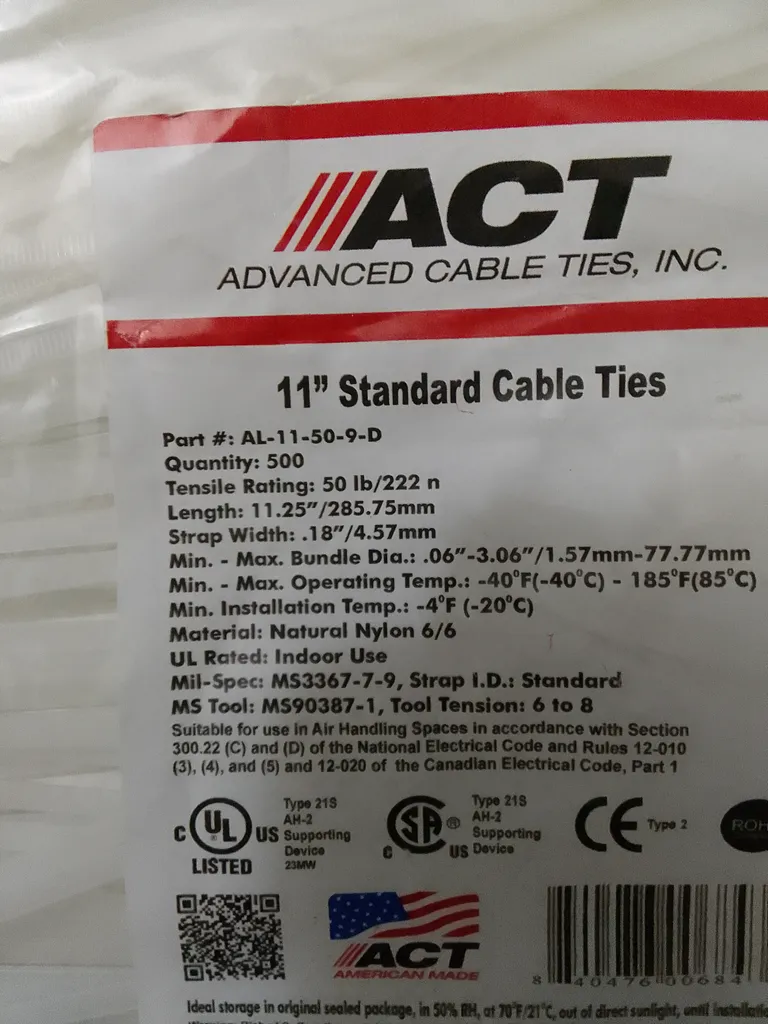 ACT
ADVANCED CABLE TIES, INC.
11” Standard Cable Ties
Part #: AL-11-50-9-D
Quantity: 500
Tensile Rating: 50 lb/222 n
Length: 11.25”/285.75mm
Strap Width: .18”/4.57mm
Min. - Max. Bundle Dia.: .06”-3.06”/1.57mm-77.77mm
Min. - Max. Operating Temp.: -40°F(-40°C) - 185°F(85°C)
Min. Installation Temp.: -4°F (-20°C)
Material: Natural Nylon 6/6
UL Rated: Indoor Use
Mil-Spec: MS3367-7-9, Strap I.D.: Standard
MS Tool: MS90387-1, Tool Tension: 6 to 8
Suitable for use in Air Handling Spaces in accordance with Section
300.22 (C) and (D) of the National Electrical Code and Rules 12-010
(3), (4), and (5) and 12-020 of the Canadian Electrical Code, Part 1
C UL US LISTED
Type 21S
AH-2
Supporting
Device
23MW
C SA ® US
Type 21S
AH-2
Supporting
Device
CE Type 2
ROH
ACT
AMERICAN MADE
8 40476 00684
Ideal storage in original sealed package, in 50% RH, at 70°F/21°C, out of direct sunlight, until installatio